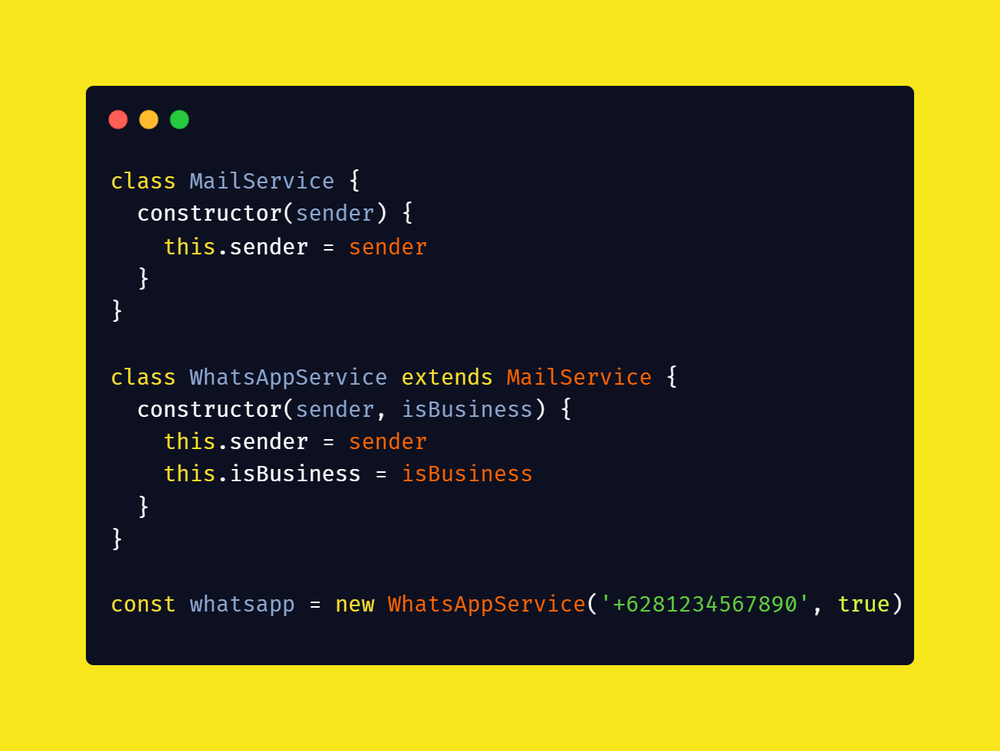 class MailService {
  constructor(sender) {
    this.sender = sender
  }
}

class WhatsAppService extends MailService {
  constructor(sender, isBusiness) {
    this.sender = sender
    this.isBusiness = isBusiness
  }
}

const whatsapp = new WhatsAppService('+6281234567890', true)